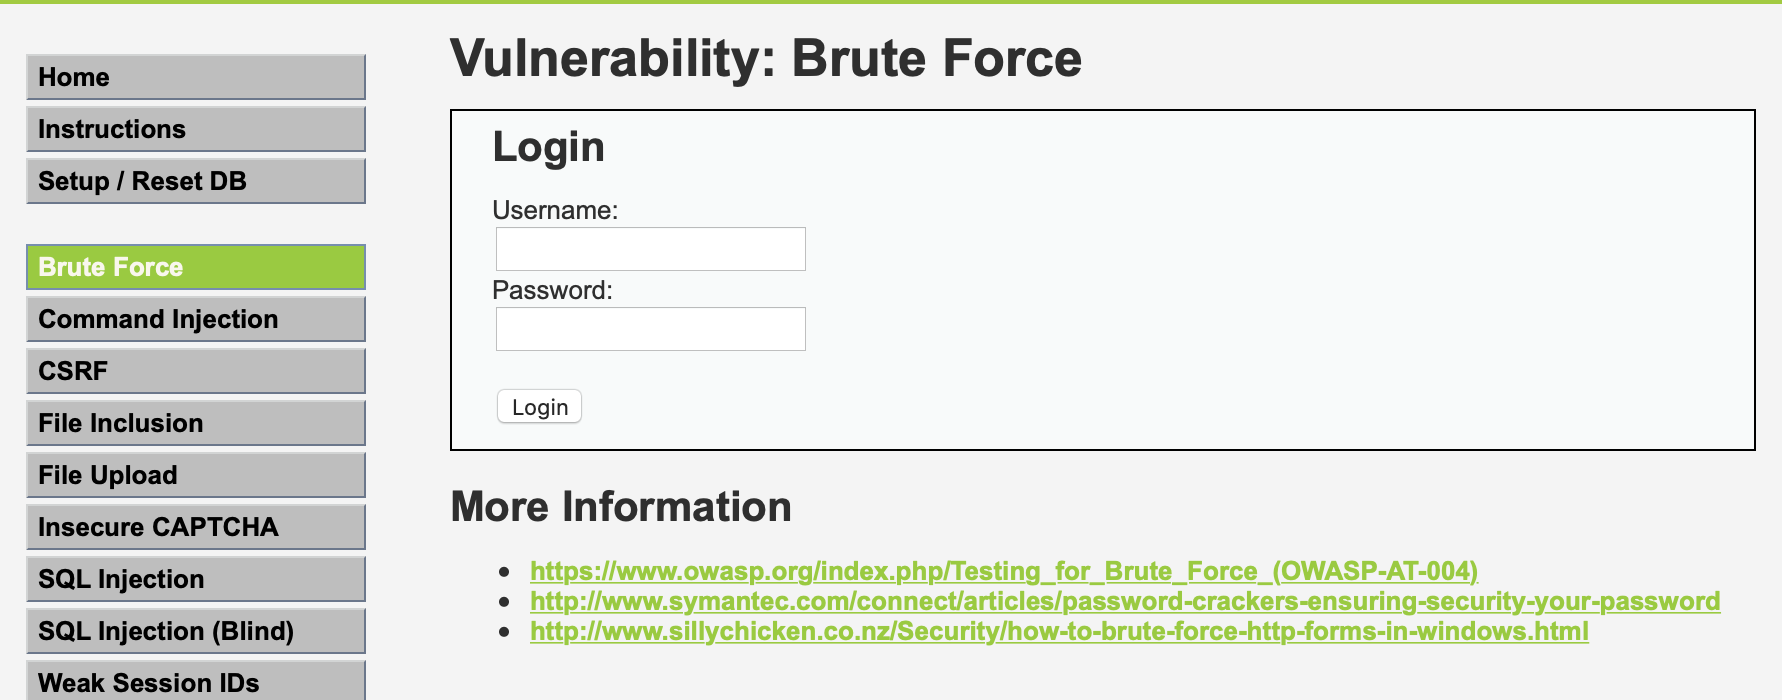 Home
Instructions
Setup / Reset DB
Brute Force
Command Injection
CSRF
File Inclusion
File Upload
Insecure CAPTCHA
SQL Injection
SQL Injection (Blind)
Weak Session IDs
Vulnerability: Brute Force
Login
Username:
Password:
Login
More Information
https://www.owasp.org/index.php/Testing_for_Brute_Force_(OWASP-AT-004)
http://www.symantec.com/connect/articles/password-crackers-ensuring-security-your-password
http://www.sillychicken.co.nz/Security/how-to-brute-force-http-forms-in-windows.html